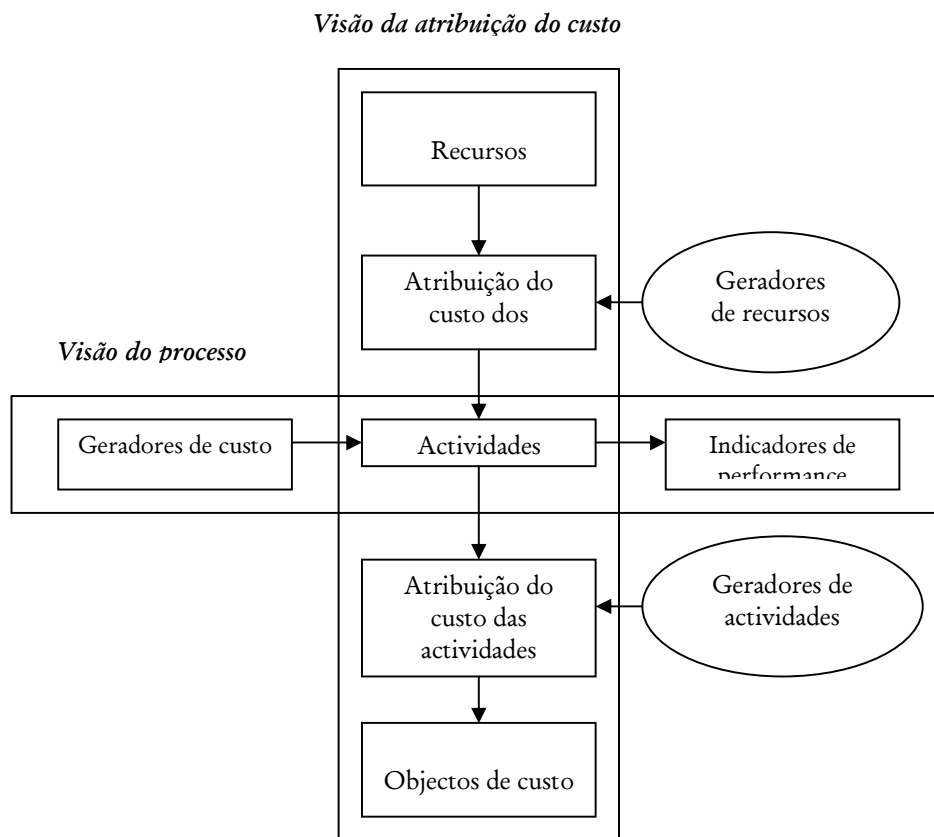 Visão da atribuição do custo
Recursos
Atribuição do
custo dos
Geradores
de recursos
Visão do processo
Geradores de custo
Actividades
Indicadores de
performance
Atribuição do
custo das
actividades
Geradores de
actividades
Objectos de custo